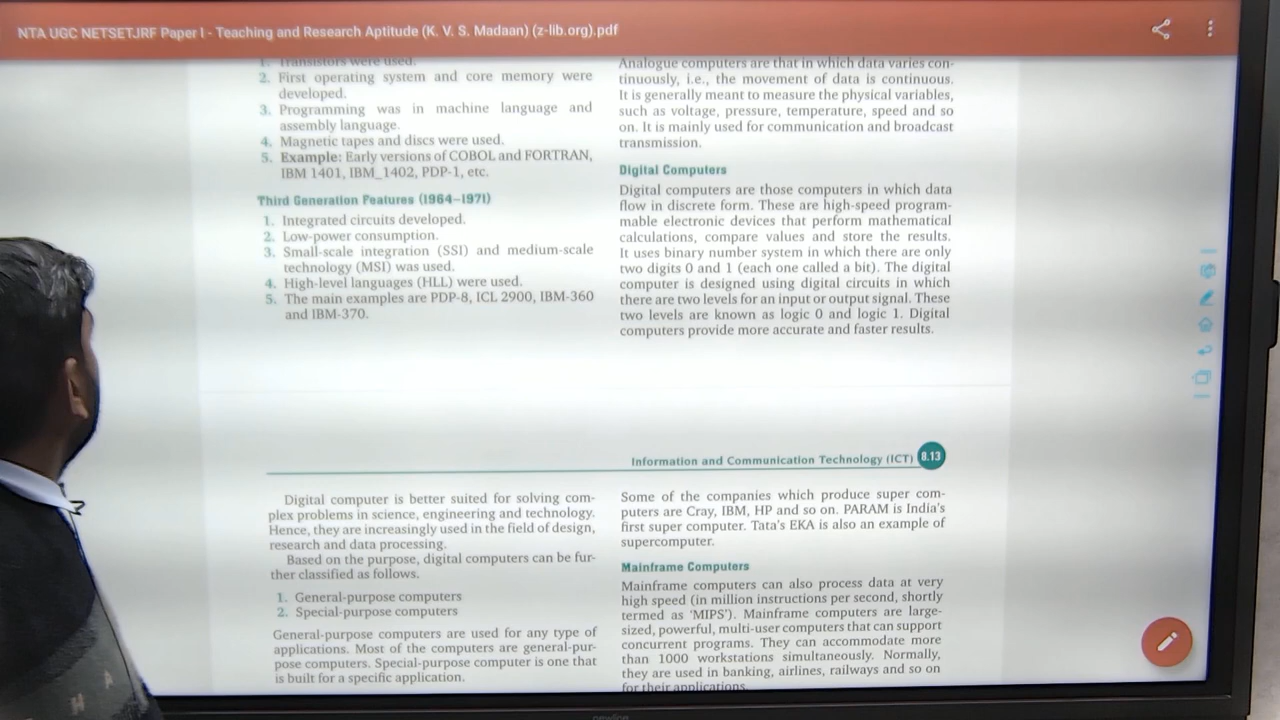 NTA UGC NETSETJRF Paper I - Teaching and Research Aptitude (K. V. S. Madaan) (z-lib.org).pdf
1. Transistors were used.
2. First operating system and core memory were
developed.
3. Programming was in machine language and
assembly language.
4. Magnetic tapes and discs were used.
5. Example: Early versions of COBOL and FORTRAN,
IBM 1401, IBM_1402, PDP-1, etc.
Third Generation Features (1964–1971)
1. Integrated circuits developed.
2. Low-power consumption.
3. Small-scale integration (SSI) and medium-scale
technology (MSI) was used.
4. High-level languages (HLL) were used.
5. The main examples are PDP-8, ICL 2900, IBM-360
and IBM-370.
Analogue computers are that in which data varies con-
tinuously, i.e., the movement of data is continuous.
It is generally meant to measure the physical variables,
such as voltage, pressure, temperature, speed and so
on. It is mainly used for communication and broadcast
transmission.
Digital Computers
Digital computers are those computers in which data
flow in discrete form. These are high-speed program-
mable electronic devices that perform mathematical
calculations, compare values and store the results.
It uses binary number system in which there are only
two digits 0 and 1 (each one called a bit). The digital
computer is designed using digital circuits in which
there are two levels for an input or output signal. These
two levels are known as logic 0 and logic 1. Digital
computers provide more accurate and faster results.
Information and Communication Technology (ICT) 8.13
Digital computer is better suited for solving com-
plex problems in science, engineering and technology.
Hence, they are increasingly used in the field of design,
research and data processing.
Based on the purpose, digital computers can be fur-
ther classified as follows.
1. General-purpose computers
2. Special-purpose computers
General-purpose computers are used for any type of
applications. Most of the computers are general-pur-
pose computers. Special-purpose computer is one that
is built for a specific application.
Some of the companies which produce super com-
puters are Cray, IBM, HP and so on. PARAM is India's
first super computer. Tata's EKA is also an example of
supercomputer.
Mainframe Computers
Mainframe computers can also process data at very
high speed (in million instructions per second, shortly
termed as 'MIPS'). Mainframe computers are large-
sized, powerful, multi-user computers that can support
concurrent programs. They can accommodate more
than 1000 workstations simultaneously. Normally,
they are used in banking, airlines, railways and so on
for their applications.